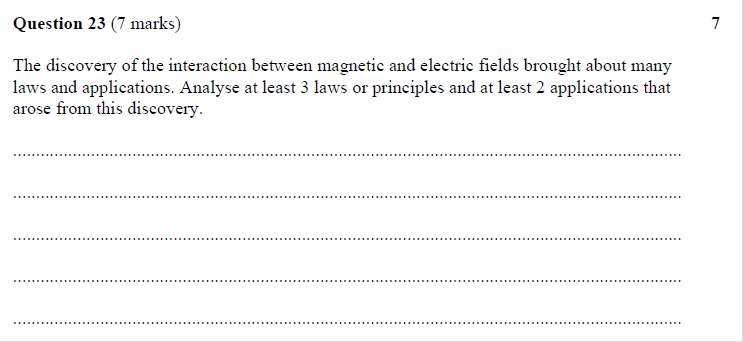 Question 23 (7 marks) 7
The discovery of the interaction between magnetic and electric fields brought about many
laws and applications. Analyse at least 3 laws or principles and at least 2 applications that
arose from this discovery.